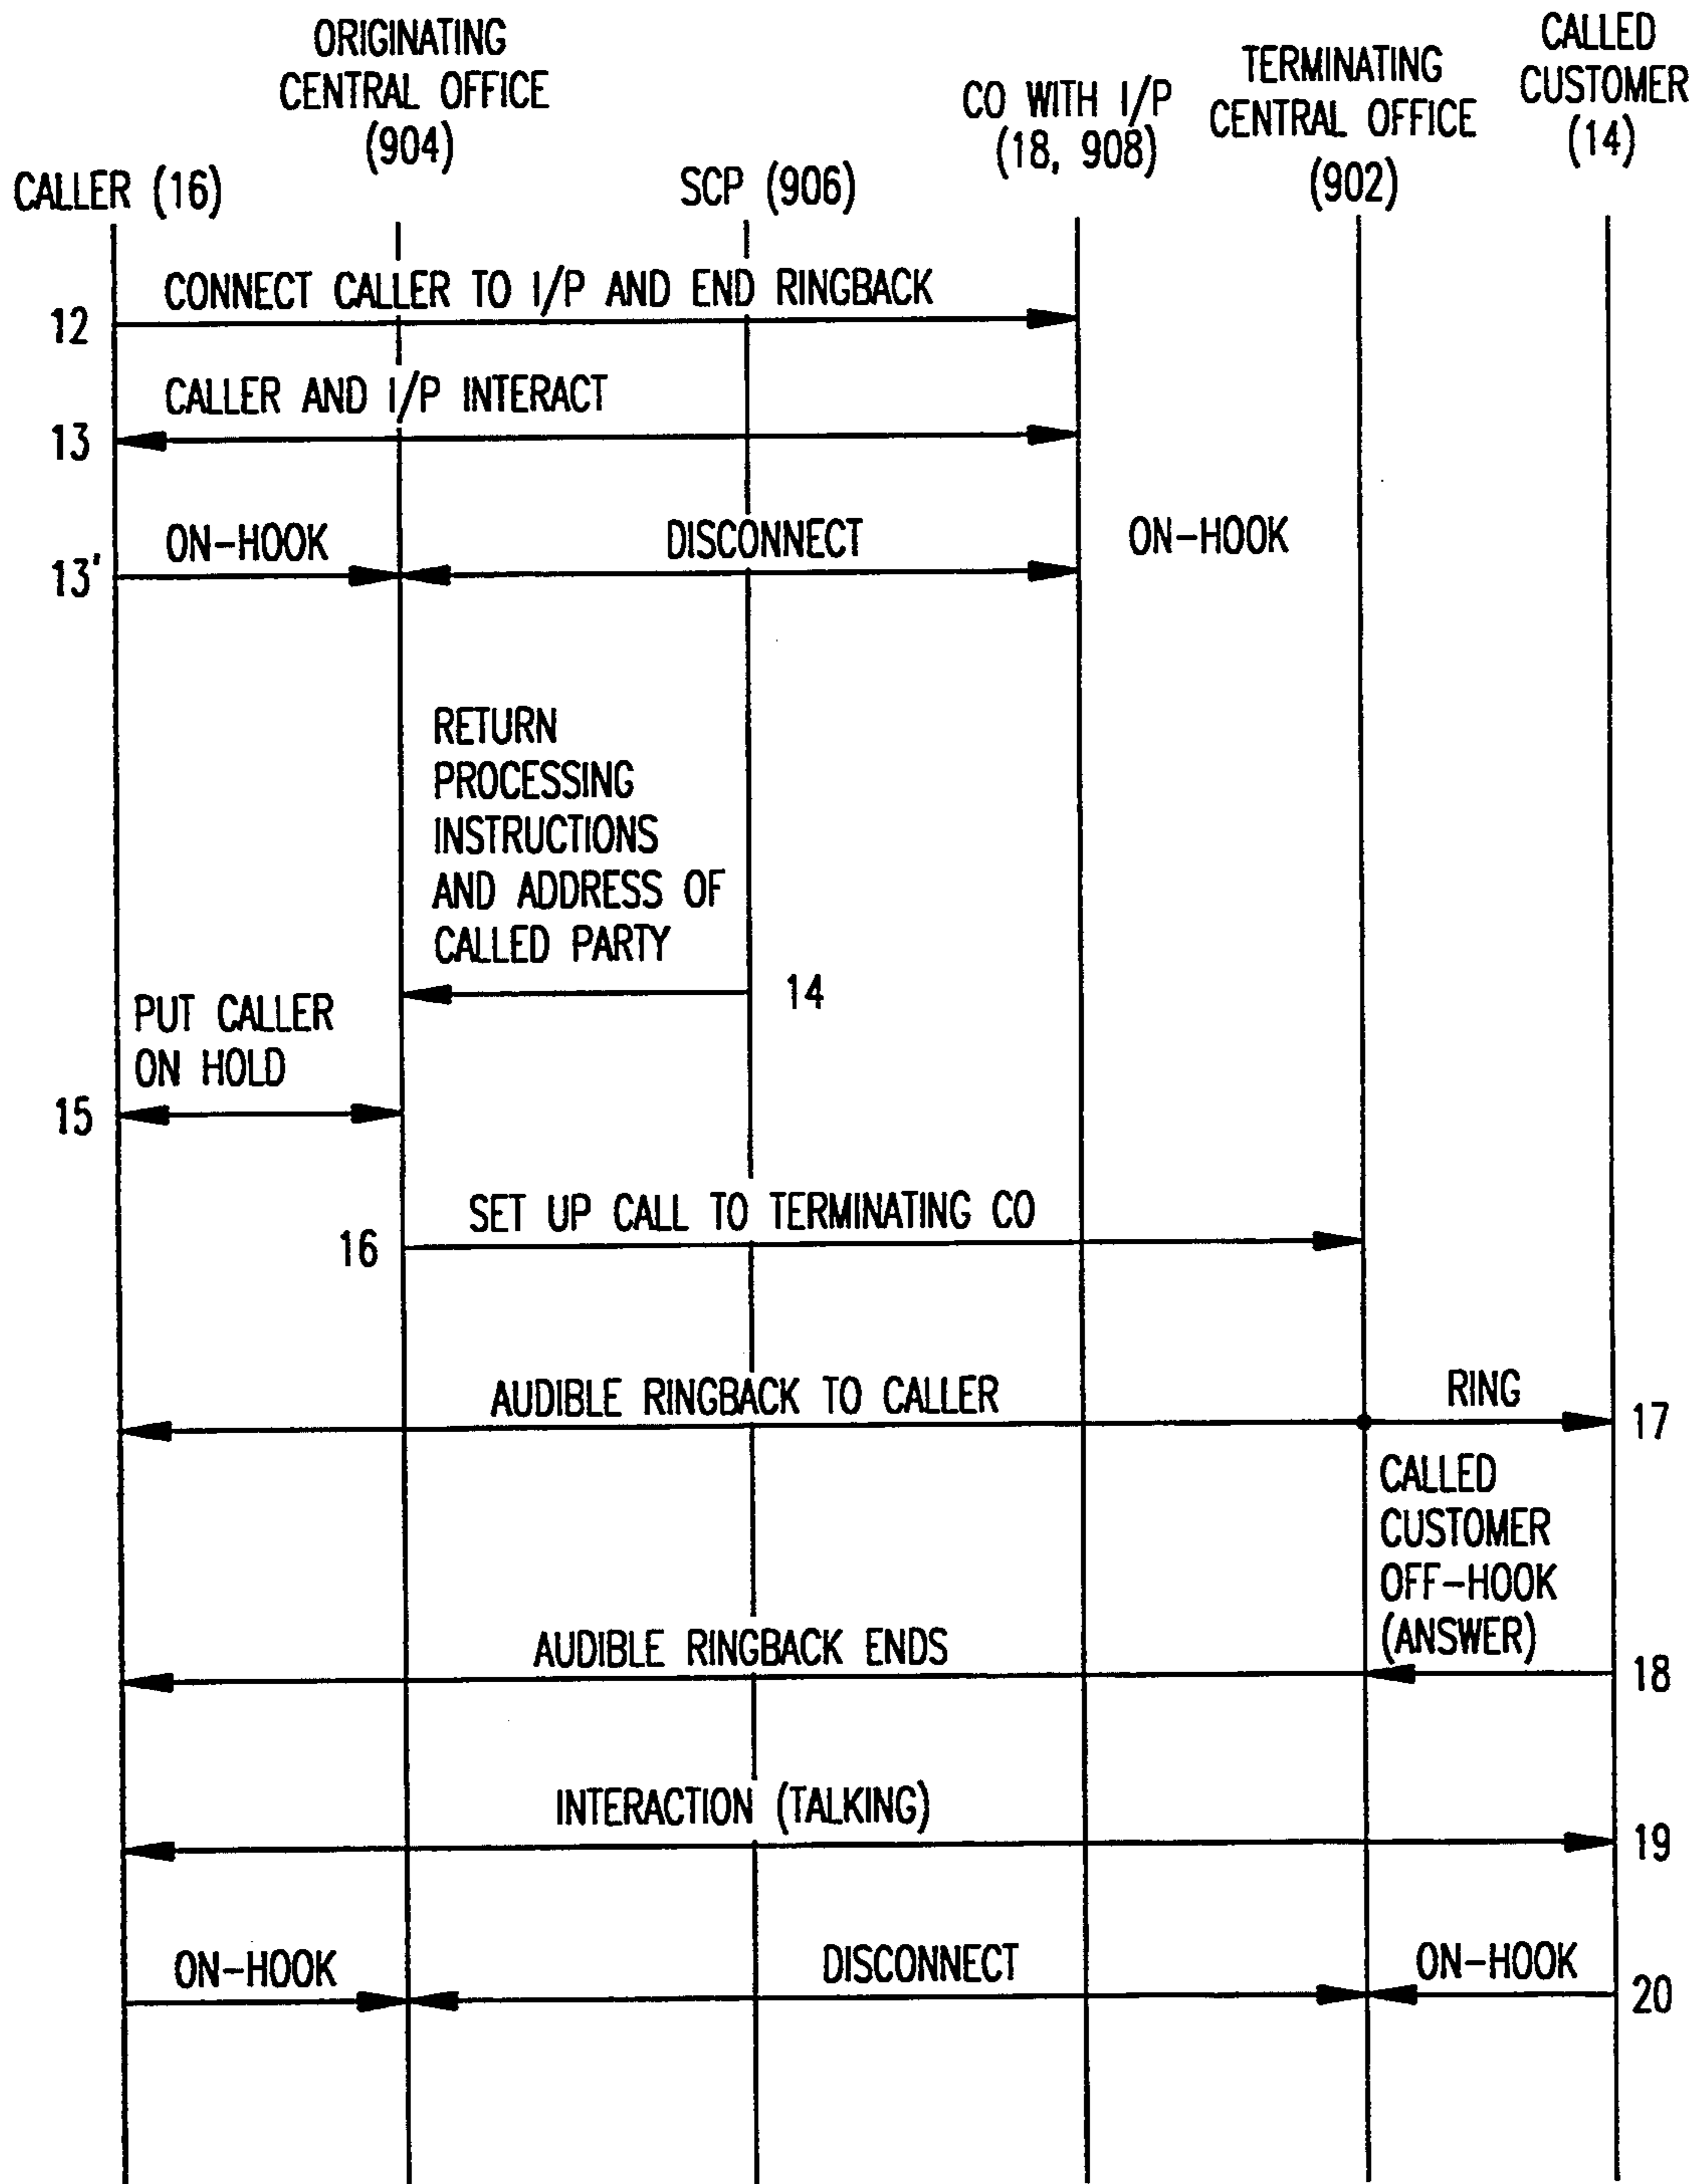 ORIGINATING
CENTRAL OFFICE
(904)
CALLED
CUSTOMER
(14)
TERMINATING
CENTRAL OFFICE
(902)
CO WITH I/P
(18, 908)
CALLER (16)
SCP (906)
CONNECT CALLER TO I/P AND END RINGBACK
12
CALLER AND I/P INTERACT
13
ON-HOOK
DISCONNECT
ON-HOOK
13'
RETURN
PROCESSING
INSTRUCTIONS
AND ADDRESS OF
CALLED PARTY
14
PUT CALLER
ON HOLD
15
SET UP CALL TO TERMINATING CO
16
AUDIBLE RINGBACK TO CALLER
RING
17
CALLED
CUSTOMER
OFF-HOOK
(ANSWER)
AUDIBLE RINGBACK ENDS
18
INTERACTION (TALKING)
19
ON-HOOK
DISCONNECT
ON-HOOK
20